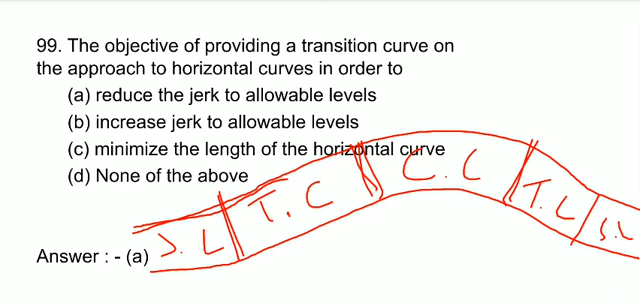 99. The objective of providing a transition curve on
the approach to horizontal curves in order to
(a) reduce the jerk to allowable levels
(b) increase jerk to allowable levels
(c) minimize the length of the horizontal curve
(d) None of the above
C.C
T.C
T.C
S.L
S.L
Answer : - (a)